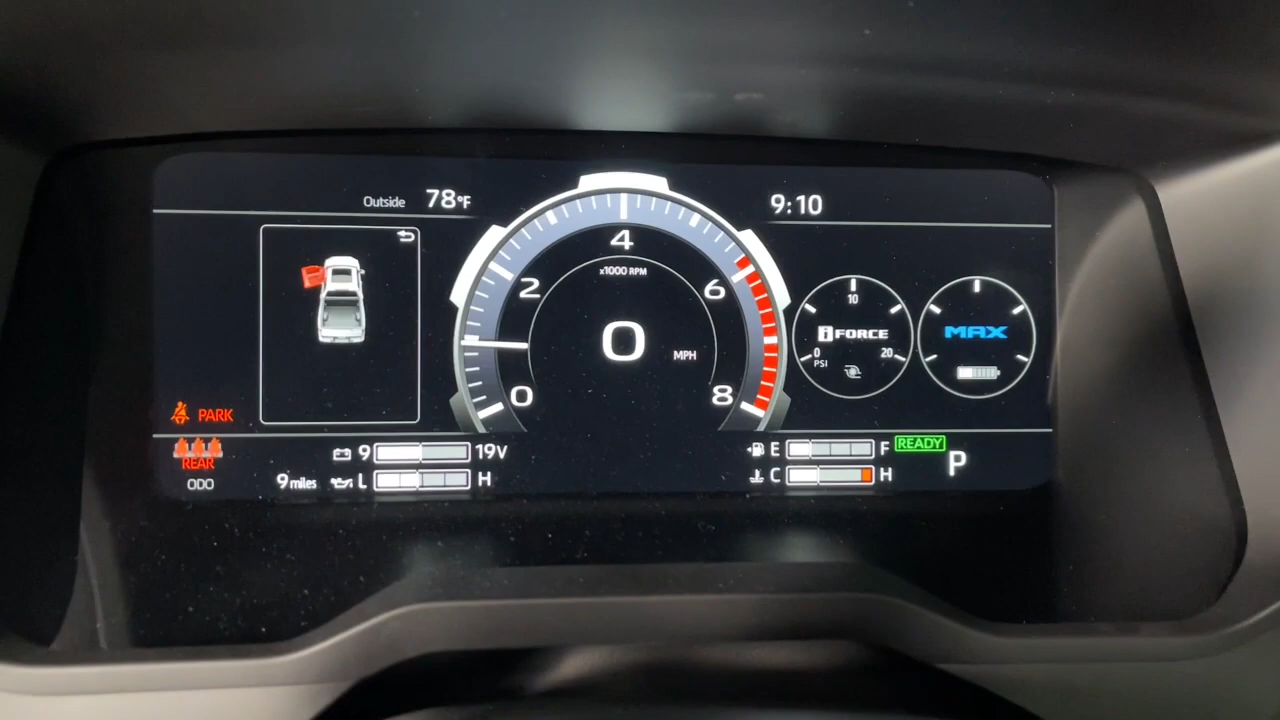 Outside 78°F
9:10
4
x1000 RPM
2
6
10
iFORCE
MAX
0
MPH
0
PSI
20
0
8
PARK
REAR
ODO
9 miles
9
19V
L
H
E
F
READY
P
C
H